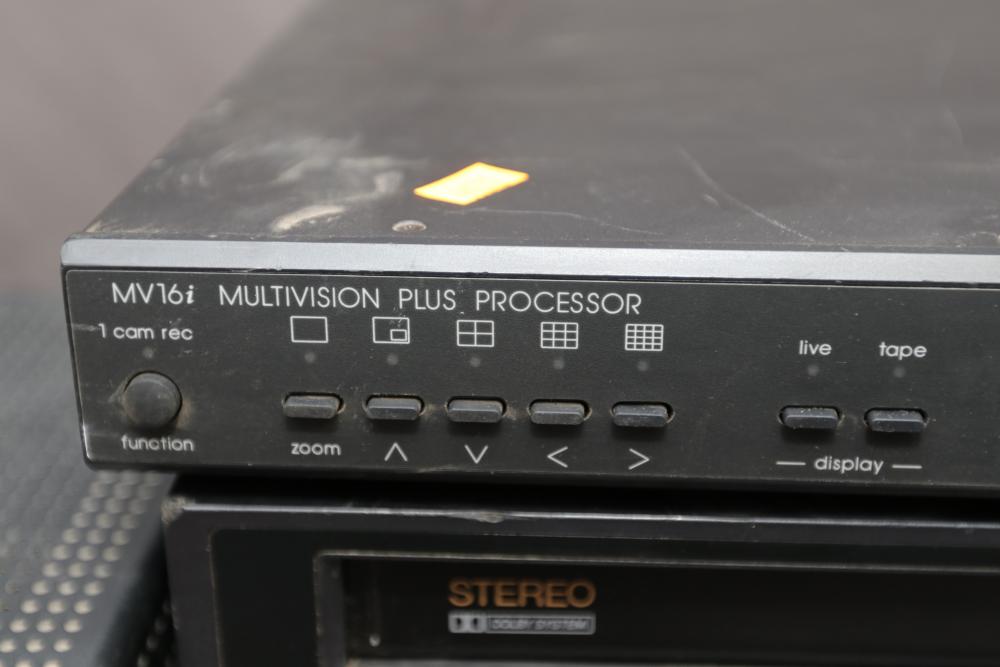 MV16i MULTIVISION PLUS PROCESSOR
1 cam rec
live tape
function
zoom
display
STEREO
DOLBY SYSTEM